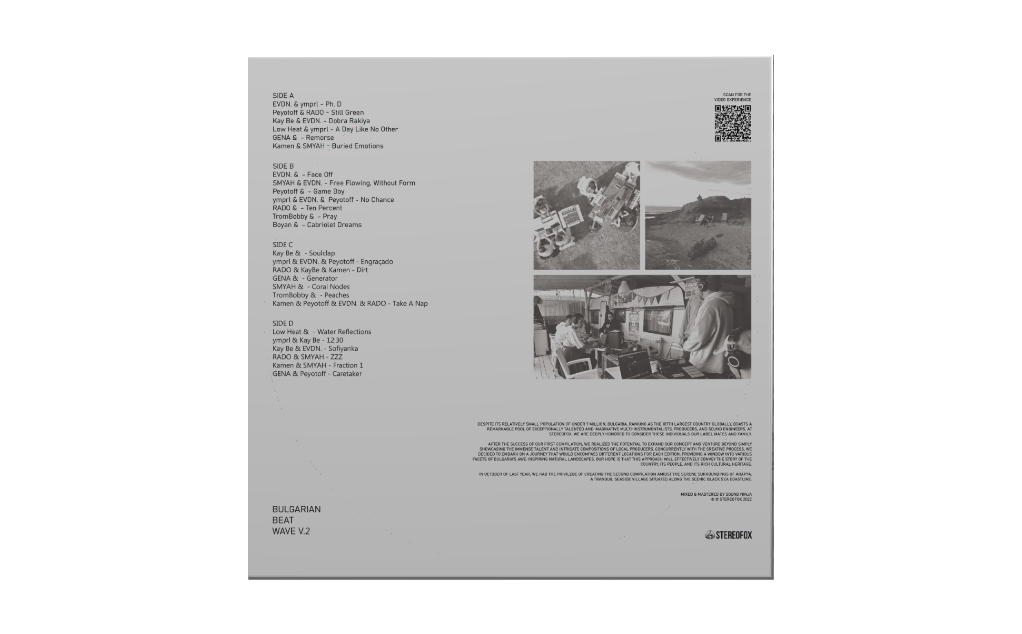 SIDE A
EVDN. & ymprl - Ph. D
Peyotoff & RADO - Still Green
Kay Be & EVDN. - Dobra Rakiya
Low Heat & ymprl - A Day Like No Other
GENA & - Remorse
Kamen & SMYAH - Buried Emotions
SIDE B
EVDN. & - Face Off
SMYAH & EVDN. - Free Flowing, Without Form
Peyotoff & - Game Boy
ymprl & EVDN. & Peyotoff - No Chance
RADO & - Ten Percent
TromBobby & - Pray
Boyan & - Cabriolet Dreams
SIDE C
Kay Be & - Soulclap
ymprl & EVDN. & Peyotoff - Engraçado
RADO & KayBe & Kamen - Dirt
GENA & - Generator
SMYAH & - Coral Nodes
TromBobby & - Peaches
Kamen & Peyotoff & EVDN. & RADO - Take A Nap
SIDE D
Low Heat & - Water Reflections
ymprl & Kay Be - 12:30
Kay Be & EVDN. - Sofiyanka
RADO & SMYAH - ZZZ
Kamen & SMYAH - Fraction 1
GENA & Peyotoff - Caretaker
SCAN FOR THE
VIDEO EXPERIENCE
DESPITE ITS RELATIVELY SMALL POPULATION OF UNDER 7 MILLION, BULGARIA, RANKING AS THE 107TH LARGEST COUNTRY GLOBALLY, BOASTS A
REMARKABLE POOL OF EXCEPTIONALLY TALENTED AND IMAGINATIVE MULTI-INSTRUMENTALISTS, PRODUCERS, AND SOUND ENGINEERS. AT
STEREOFOX, WE ARE DEEPLY HONORED TO CONSIDER THESE INDIVIDUALS OUR LABEL MATES AND FAMILY.
AFTER THE SUCCESS OF OUR FIRST COMPILATION, WE REALIZED THE POTENTIAL TO EXPAND OUR CONCEPT AND VENTURE BEYOND SIMPLY
SHOWCASING THE IMMENSE TALENT AND INTRICATE COMPOSITIONS OF LOCAL PRODUCERS. CONCURRENTLY WITH THE CREATIVE PROCESS, WE
DECIDED TO EMBARK ON A JOURNEY THAT WOULD ENCOMPASS DIFFERENT LOCATIONS FOR EACH EDITION, PROVIDING A WINDOW INTO VARIOUS
FACETS OF BULGARIA'S AWE-INSPIRING NATURAL LANDSCAPES. OUR HOPE IS THAT THIS APPROACH WILL EFFECTIVELY CONVEY THE STORY OF THE
COUNTRY, ITS PEOPLE, AND ITS RICH CULTURAL HERITAGE.
IN OCTOBER OF LAST YEAR, WE HAD THE PRIVILEGE OF CREATING THE SECOND COMPILATION AMIDST THE SERENE SURROUNDINGS OF ARAPYA,
A TRANQUIL SEASIDE VILLAGE SITUATED ALONG THE SCENIC BLACK SEA COASTLINE.
MIXED & MASTERED BY SOUND NINJA
℗ © STEREOFOX 2022
BULGARIAN
BEAT
WAVE V.2
STEREOFOX